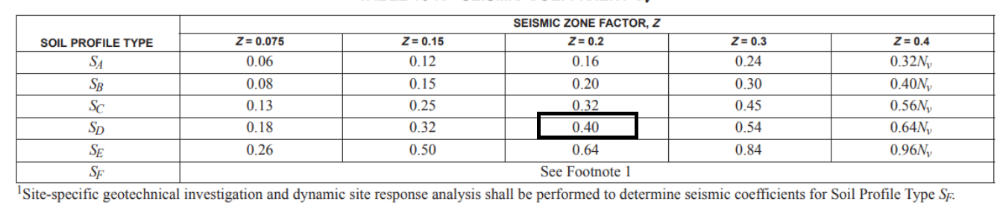 SEISMIC ZONE FACTOR, Z
SOIL PROFILE TYPE Z = 0.075 Z = 0.15 Z = 0.2 Z = 0.3 Z = 0.4
SA 0.06 0.12 0.16 0.24 0.32Nv
SB 0.08 0.15 0.20 0.30 0.40Nv
SC 0.13 0.25 0.32 0.45 0.56Nv
SD 0.18 0.32 0.40 0.54 0.64Nv
SE 0.26 0.50 0.64 0.84 0.96Nv
SF See Footnote 1
1Site-specific geotechnical investigation and dynamic site response analysis shall be performed to determine seismic coefficients for Soil Profile Type SF.